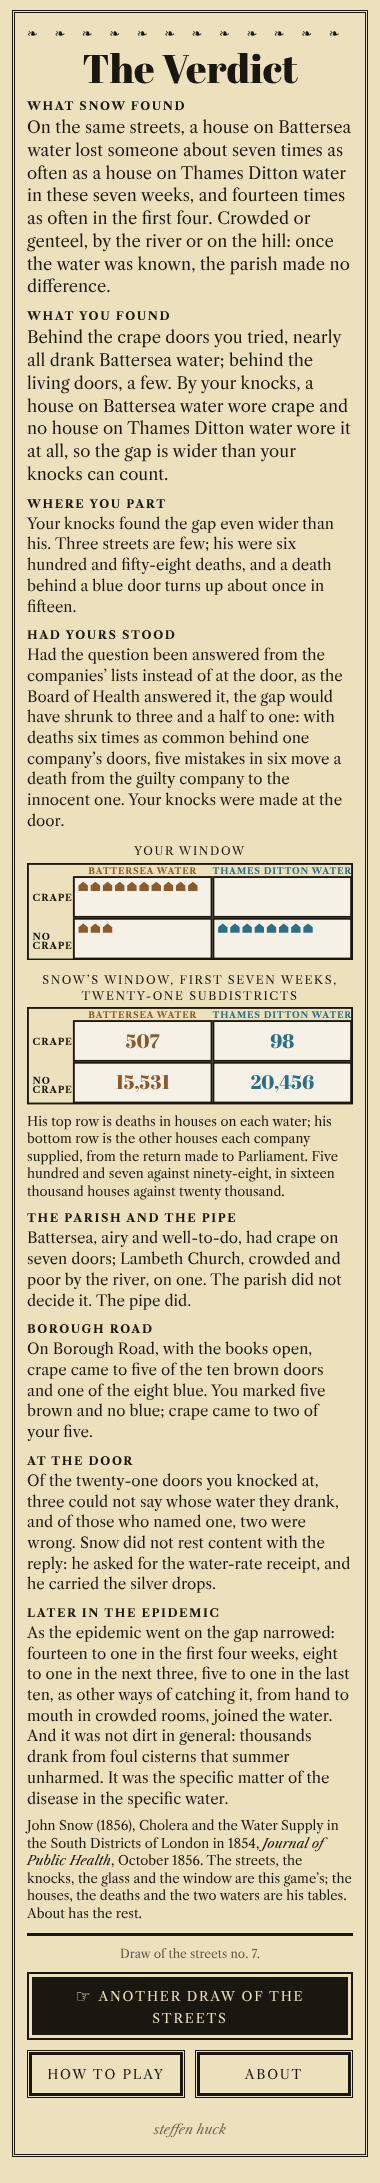 The Verdict
WHAT SNOW FOUND
On the same streets, a house on Battersea
water lost someone about seven times as
often as a house on Thames Ditton water
in these seven weeks, and fourteen times
as often in the first four. Crowded or
genteel, by the river or on the hill: once
the water was known, the parish made no
difference.
WHAT YOU FOUND
Behind the crape doors you tried, nearly
all drank Battersea water; behind the
living doors, a few. By your knocks, a
house on Battersea water wore crape and
no house on Thames Ditton water wore it
at all, so the gap is wider than your
knocks can count.
WHERE YOU PART
Your knocks found the gap even wider than
his. Three streets are few; his were six
hundred and fifty-eight deaths, and a death
behind a blue door turns up about once in
fifteen.
HAD YOURS STOOD
Had the question been answered from the
companies' lists instead of at the door, as the
Board of Health answered it, the gap would
have shrunk to three and a half to one: with
deaths six times as common behind one
company's doors, five mistakes in six move a
death from the guilty company to the
innocent one. Your knocks were made at the
door.
YOUR WINDOW
BATTERSEA WATER THAMES DITTON WATER
CRAPE
NO
CRAPE
SNOW'S WINDOW, FIRST SEVEN WEEKS,
TWENTY-ONE SUBDISTRICTS
BATTERSEA WATER THAMES DITTON WATER
CRAPE 507 98
NO
CRAPE 15,531 20,456
His top row is deaths in houses on each water; his
bottom row is the other houses each company
supplied, from the return made to Parliament. Five
hundred and seven against ninety-eight, in sixteen
thousand houses against twenty thousand.
THE PARISH AND THE PIPE
Battersea, airy and well-to-do, had crape on
seven doors; Lambeth Church, crowded and
poor by the river, on one. The parish did not
decide it. The pipe did.
BOROUGH ROAD
On Borough Road, with the books open,
crape came to five of the ten brown doors
and one of the eight blue. You marked five
brown and no blue; crape came to two of
your five.
AT THE DOOR
Of the twenty-one doors you knocked at,
three could not say whose water they drank,
and of those who named one, two were
wrong. Snow did not rest content with the
reply: he asked for the water-rate receipt, and
he carried the silver drops.
LATER IN THE EPIDEMIC
As the epidemic went on the gap narrowed:
fourteen to one in the first four weeks, eight
to one in the next three, five to one in the last
ten, as other ways of catching it, from hand to
mouth in crowded rooms, joined the water.
And it was not dirt in general: thousands
drank from foul cisterns that summer
unharmed. It was the specific matter of the
disease in the specific water.
John Snow (1856), Cholera and the Water Supply in
the South Districts of London in 1854, Journal of
Public Health, October 1856. The streets, the
knocks, the glass and the window are this game's; the
houses, the deaths and the two waters are his tables.
About has the rest.
Draw of the streets no. 7.
☞ ANOTHER DRAW OF THE
STREETS
HOW TO PLAY ABOUT
steffen huck